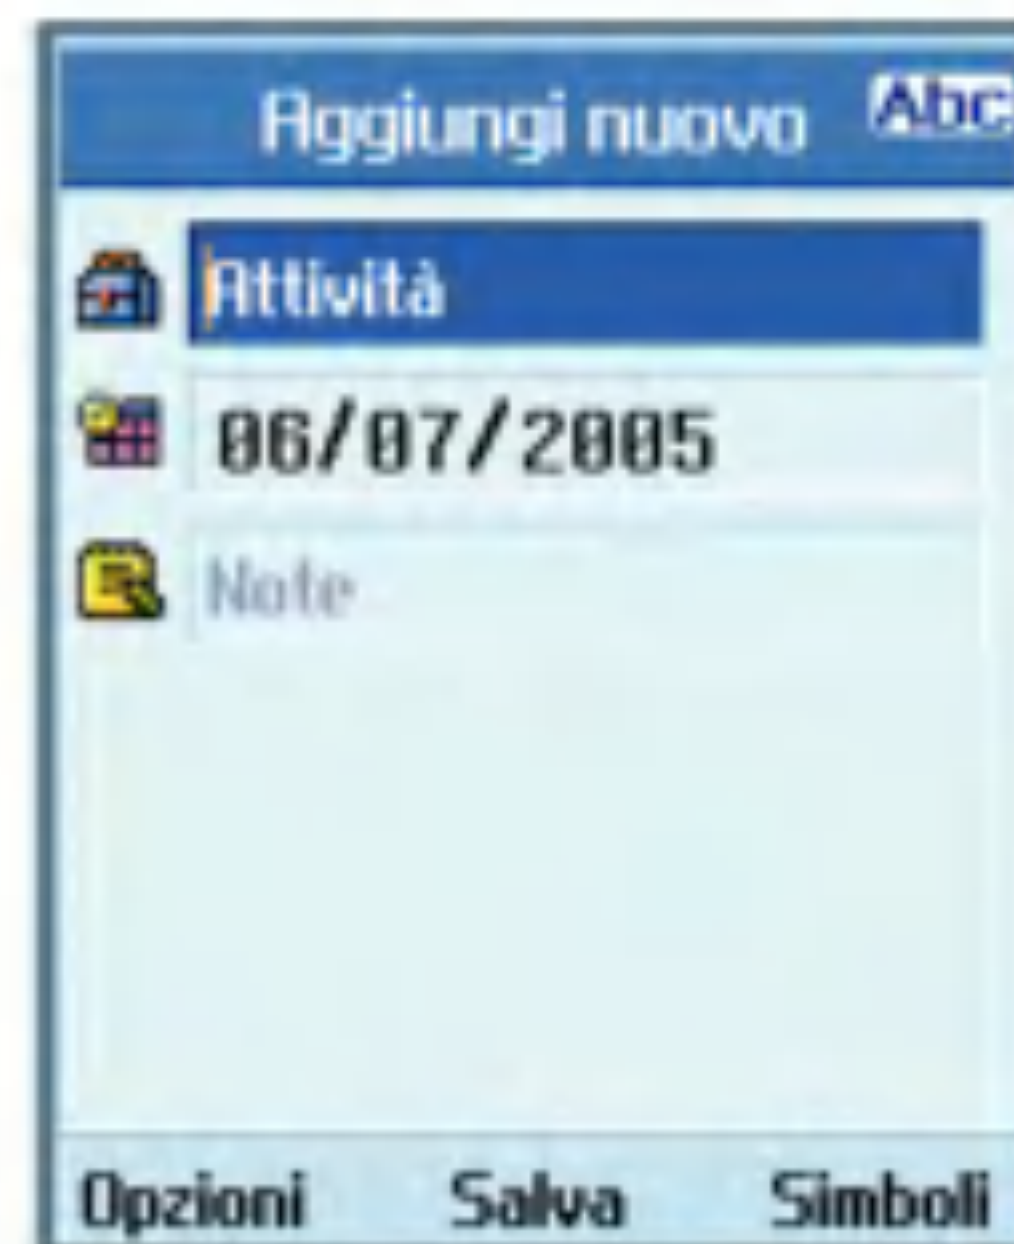 Aggiungi nuovo Abc
Attività
06/07/2005
Note
Opzioni Salva Simboli